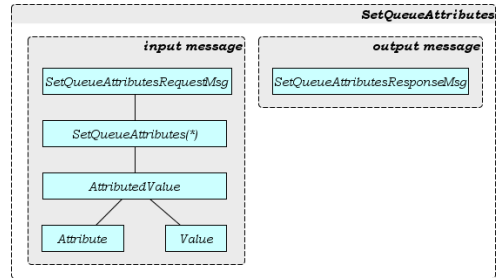 SetQueueAttributes
input message
output message
SetQueueAttributesRequestMsg
SetQueueAttributesResponseMsg
SetQueueAttributes(*)
AttributedValue
Attribute
Value